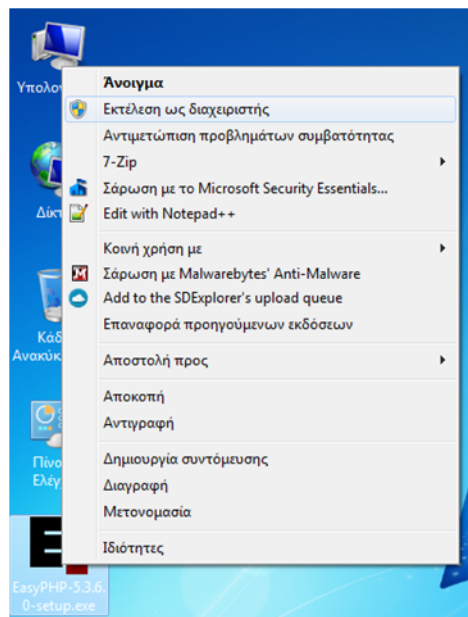 Άνοιγμα
Εκτέλεση ως διαχειριστής
Αντιμετώπιση προβλημάτων συμβατότητας
7-Zip
Σάρωση με το Microsoft Security Essentials...
Edit with Notepad++
Κοινή χρήση με
Σάρωση με Malwarebytes' Anti-Malware
Add to the SDExplorer's upload queue
Επαναφορά προηγούμενων εκδόσεων
Αποστολή προς
Αποκοπή
Αντιγραφή
Δημιουργία συντόμευσης
Διαγραφή
Μετονομασία
Ιδιότητες
EasyPHP-5.3.6.
0-setup.exe